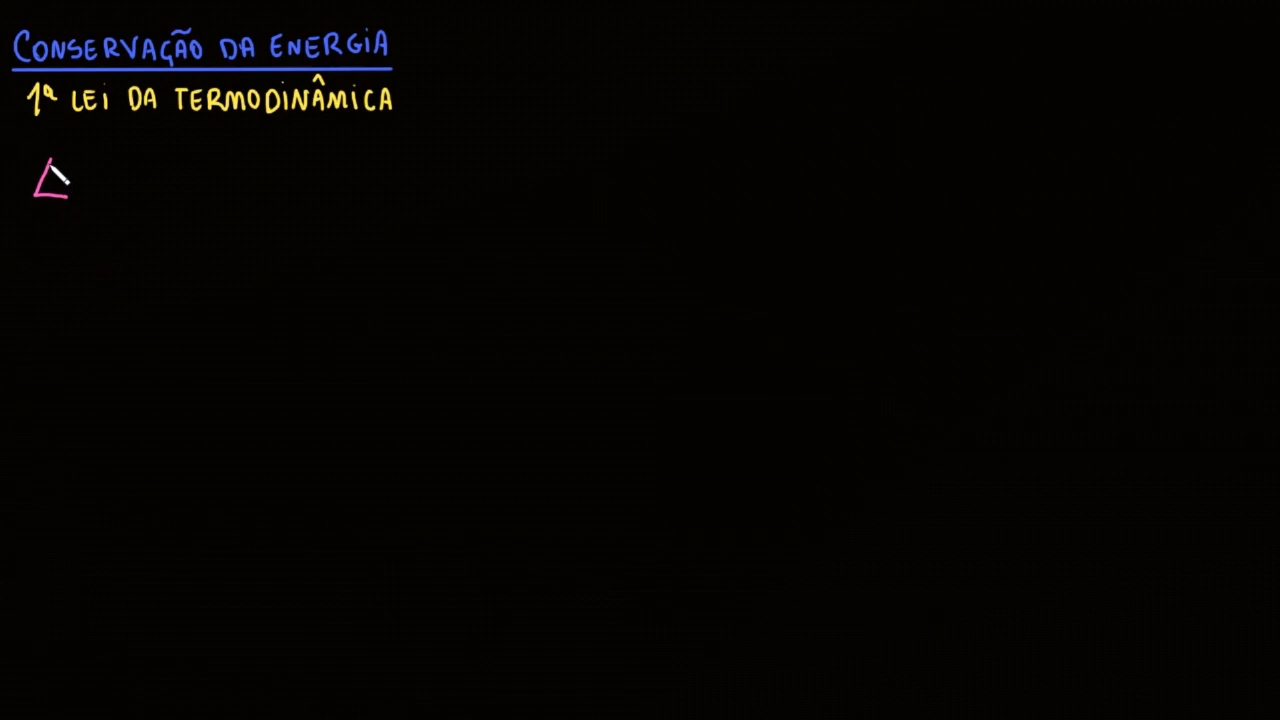 CONSERVAÇÃO DA ENERGIA
1ª LEI DA TERMODINÂMICA